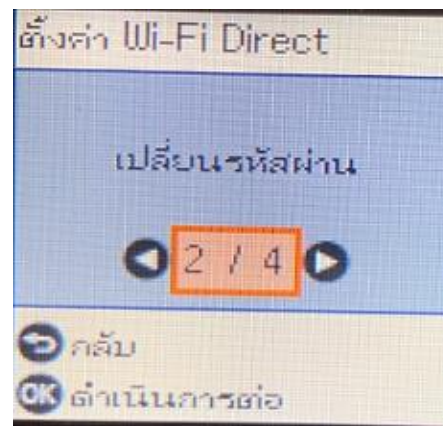 ตั้งค่า Wi-Fi Direct
เปลี่ยนรหัสผ่าน
2 / 4
กลับ
OK ดำเนินการต่อ